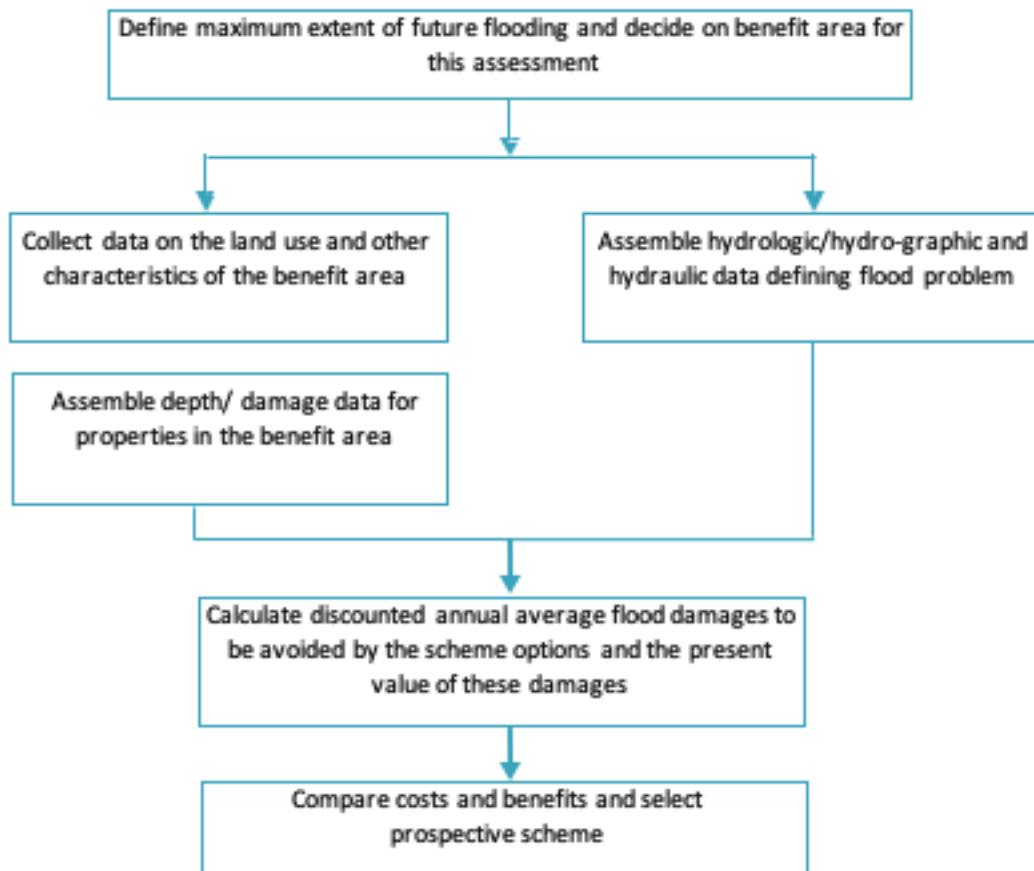 Define maximum extent of future flooding and decide on benefit area for
this assessment
Collect data on the land use and other
characteristics of the benefit area
Assemble hydrologic/hydro-graphic and
hydraulic data defining flood problem
Assemble depth/ damage data for
properties in the benefit area
Calculate discounted annual average flood damages to
be avoided by the scheme options and the present
value of these damages
Compare costs and benefits and select
prospective scheme